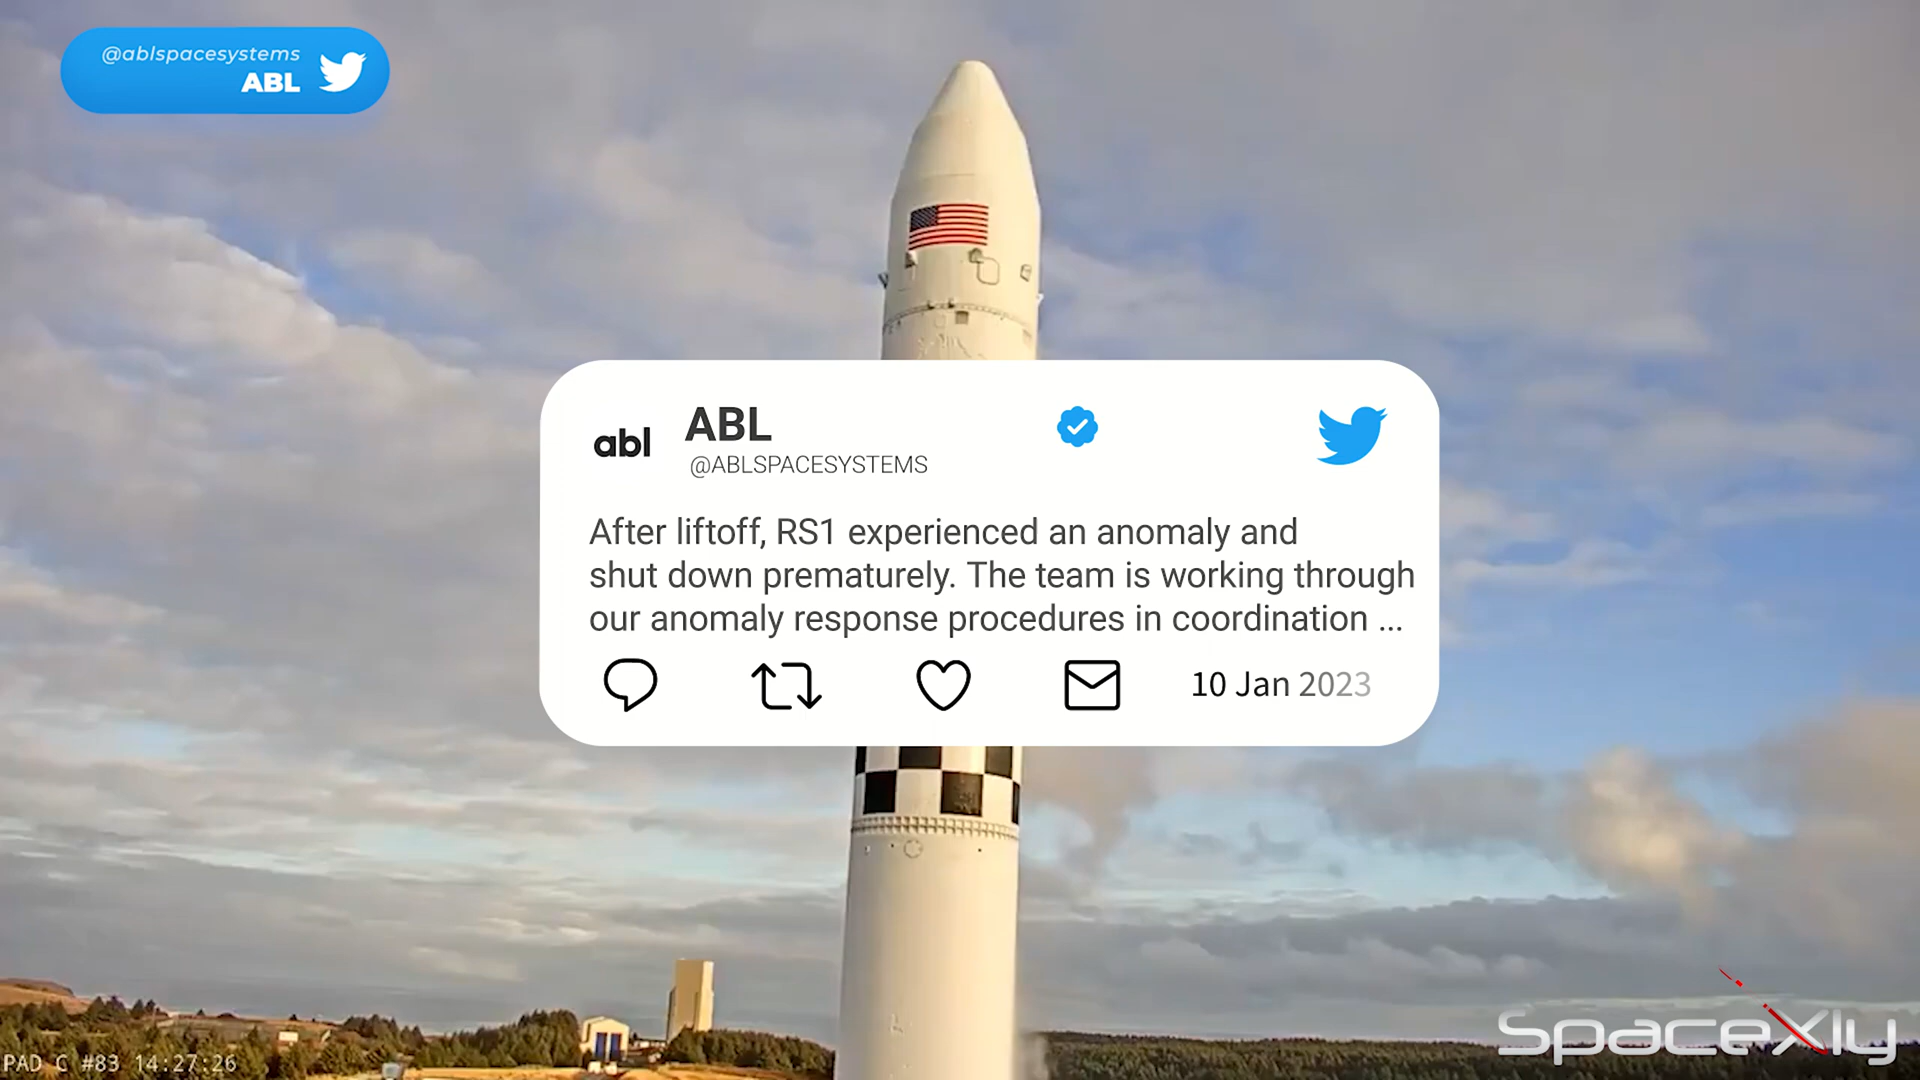 @ablspacesystems
ABL
abl
ABL
@ABLSPACESYSTEMS
After liftoff, RS1 experienced an anomaly and
shut down prematurely. The team is working through
our anomaly response procedures in coordination ...
10 Jan 2023
PAD C #83 14:27:26
SpaceXly